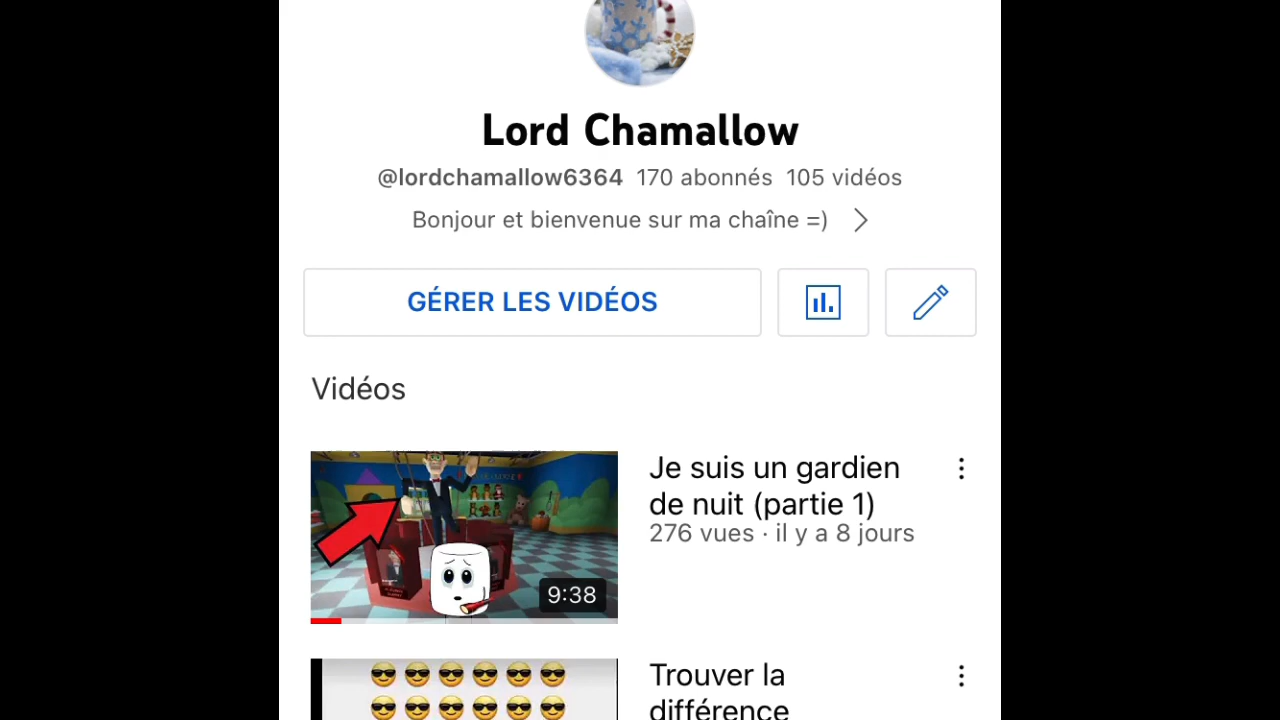 Lord Chamallow
@lordchamallow6364 170 abonnés 105 vidéos
Bonjour et bienvenue sur ma chaîne =)
GÉRER LES VIDÉOS
Vidéos
Je suis un gardien
de nuit (partie 1)
276 vues · il y a 8 jours
9:38
Trouver la
différence